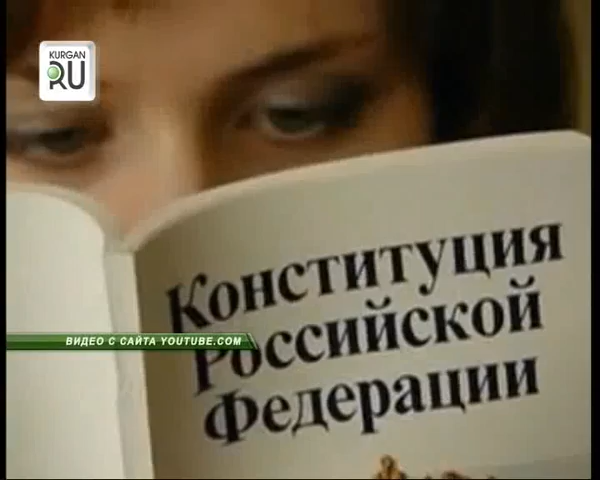 KURGAN
RU
Конституция
ВИДЕО С САЙТА YOUTUBE.COM
Российской
Федерации